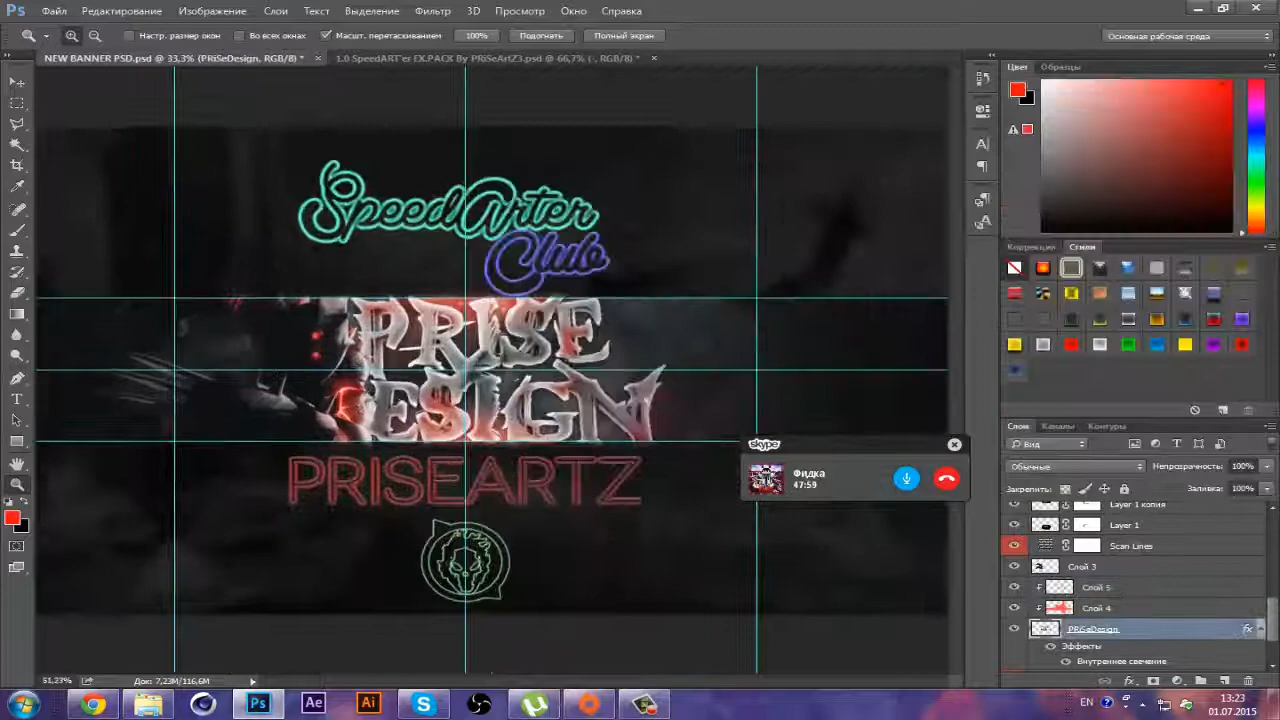 Ps Файл Редактирование Изображение Слои Текст Выделение Фильтр 3D Просмотр Окно Справка
Настр. размер окон Во всех окнах Масшт. перетаскиванием 100% Подогнать Полный экран Основная рабочая среда
NEW BANNER PSD.psd @ 33,3% (PRiSeDesign, RGB/8) * 1.0 SpeedART'er EX.PACK By PRiSeArtZ3.psd @ 66,7% (-, RGB/8) *
Цвет Образцы
SpeedArter
Club
PRISE
DESIGN
PRISEARTZ
Коррекция Стили
skype
Фидка
47:59
Слои Каналы Контуры
Вид
Обычные Непрозрачность: 100%
Закрепить: Заливка: 100%
Layer 1 копия
Layer 1
Scan Lines
Слой 3
Слой 5
Слой 4
PRiSeDesign fx
Эффекты
Внутреннее свечение
51,23% Док: 7,23M/116,6M
Ps Ae Ai
EN 13:23
01.07.2015